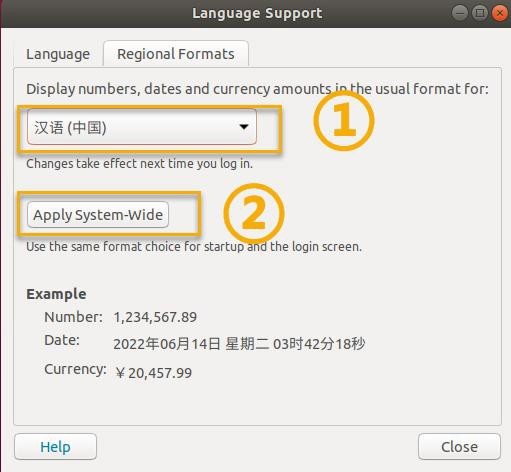 Language Support
Language Regional Formats
Display numbers, dates and currency amounts in the usual format for:
汉语 (中国)
①
Changes take effect next time you log in.
Apply System-Wide
②
Use the same format choice for startup and the login screen.
Example
Number: 1,234,567.89
Date: 2022年06月14日 星期二 03时42分18秒
Currency: ￥20,457.99
Help Close